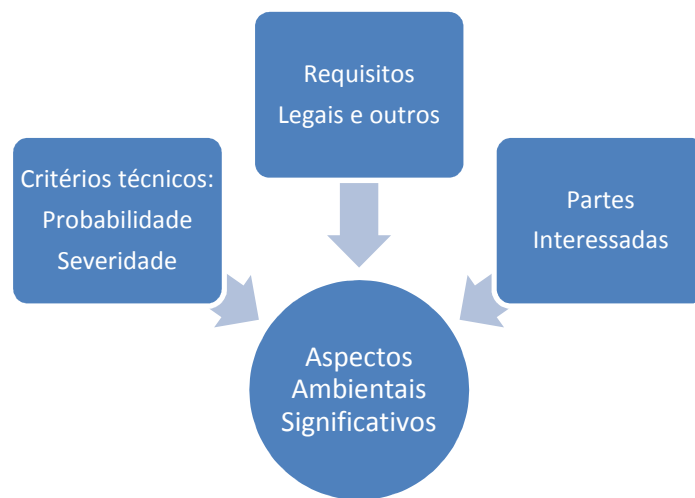 Requisitos
Legais e outros
Critérios técnicos:
Probabilidade
Severidade
Partes
Interessadas
Aspectos
Ambientais
Significativos